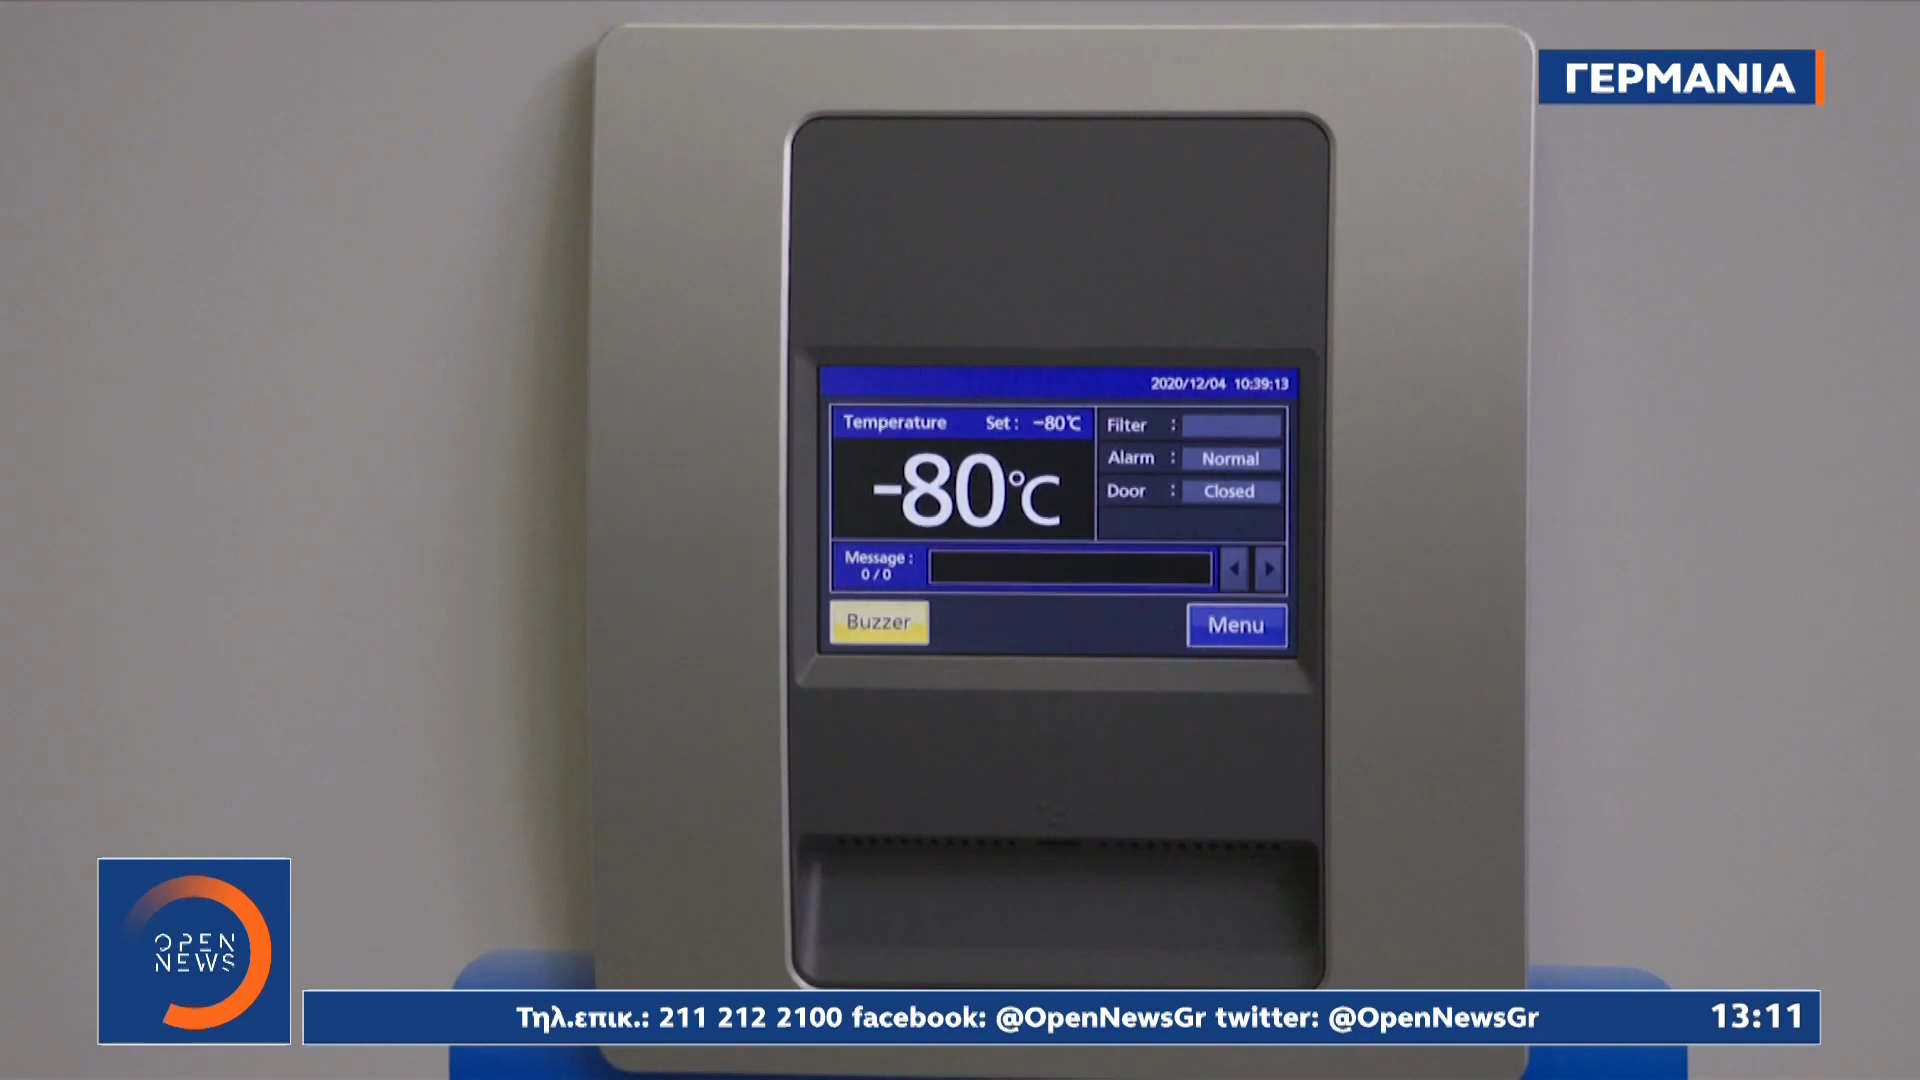 ΓΕΡΜΑΝΙΑ
2020/12/04 10:39:13
Temperature Set : -80℃
-80℃
Filter :
Alarm : Normal
Door : Closed
Message :
0 / 0
Buzzer
Menu
OPEN
NEWS
Τηλ.επικ.: 211 212 2100 facebook: @OpenNewsGr twitter: @OpenNewsGr
13:11